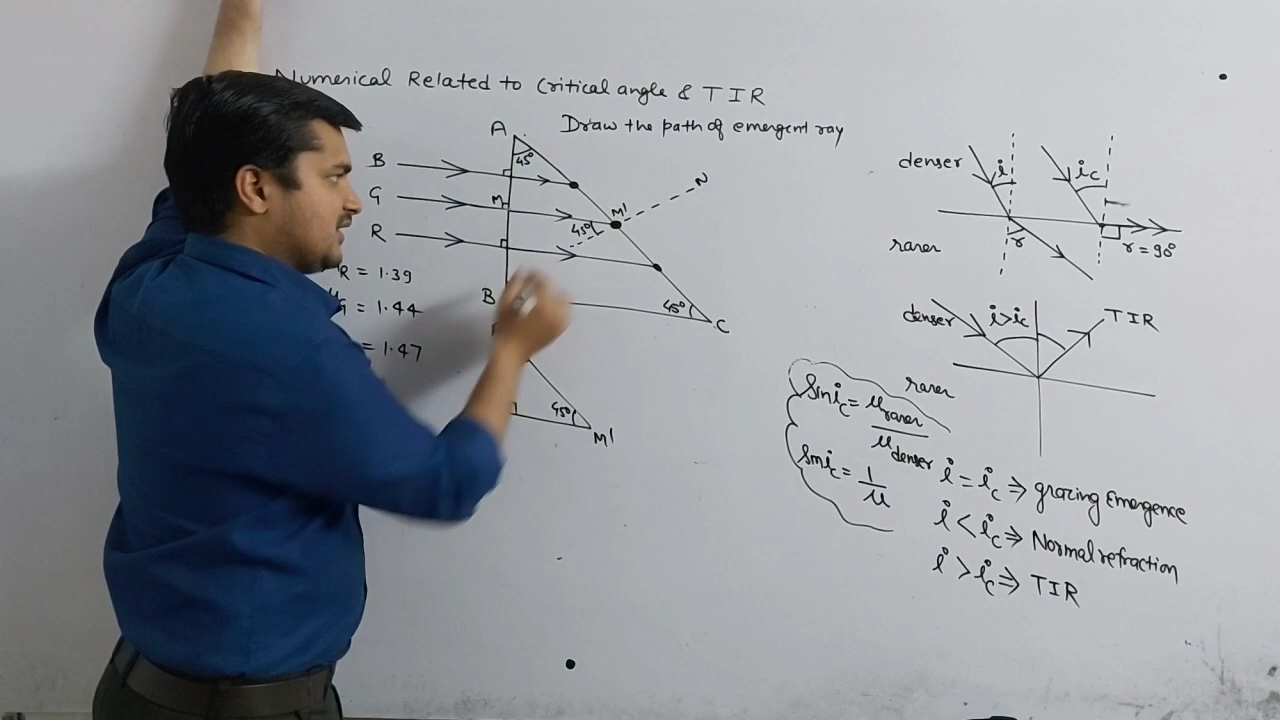 Numerical Related to Critical angle & TIR
Draw the path of emergent ray
A
45°
B
G
R
M
M'
N
45°
B
45°
C
R = 1.39
G = 1.44
= 1.47
45°
M'
denser
i
rarer
r
ic
r = 90°
denser
i>ic
TIR
rarer
Sin ic = μrarer
μdenser
Sin ic = 1
μ
i = ic ⇒ grazing Emergence
i < ic ⇒ Normal refraction
i > ic ⇒ TIR